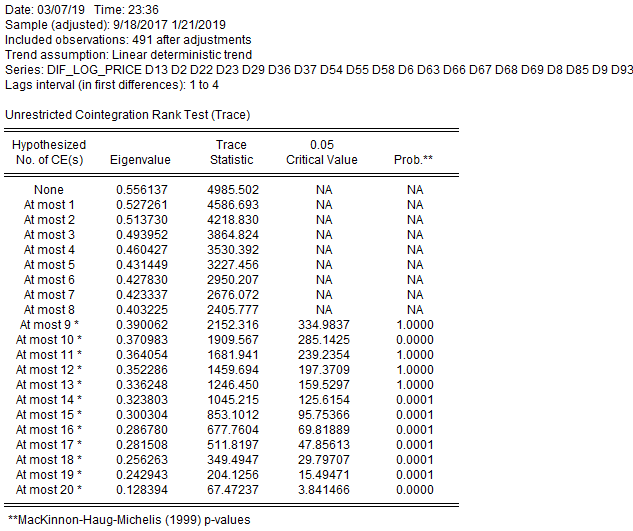 Date: 03/07/19 Time: 23:36
Sample (adjusted): 9/18/2017 1/21/2019
Included observations: 491 after adjustments
Trend assumption: Linear deterministic trend
Series: DIF_LOG_PRICE D13 D2 D22 D23 D29 D36 D37 D54 D55 D58 D6 D63 D66 D67 D68 D69 D8 D85 D9 D93
Lags interval (in first differences): 1 to 4
Unrestricted Cointegration Rank Test (Trace)
Hypothesized Trace 0.05
No. of CE(s) Eigenvalue Statistic Critical Value Prob.**
None 0.556137 4985.502 NA NA
At most 1 0.527261 4586.693 NA NA
At most 2 0.513730 4218.830 NA NA
At most 3 0.493952 3864.824 NA NA
At most 4 0.460427 3530.392 NA NA
At most 5 0.431449 3227.456 NA NA
At most 6 0.427830 2950.207 NA NA
At most 7 0.423337 2676.072 NA NA
At most 8 0.403225 2405.777 NA NA
At most 9 * 0.390062 2152.316 334.9837 1.0000
At most 10 * 0.370983 1909.567 285.1425 0.0000
At most 11 * 0.364054 1681.941 239.2354 1.0000
At most 12 * 0.352286 1459.694 197.3709 1.0000
At most 13 * 0.336248 1246.450 159.5297 1.0000
At most 14 * 0.323803 1045.215 125.6154 0.0001
At most 15 * 0.300304 853.1012 95.75366 0.0001
At most 16 * 0.286780 677.7604 69.81889 0.0001
At most 17 * 0.281508 511.8197 47.85613 0.0001
At most 18 * 0.256263 349.4947 29.79707 0.0001
At most 19 * 0.242943 204.1256 15.49471 0.0001
At most 20 * 0.128394 67.47237 3.841466 0.0000
**MacKinnon-Haug-Michelis (1999) p-values